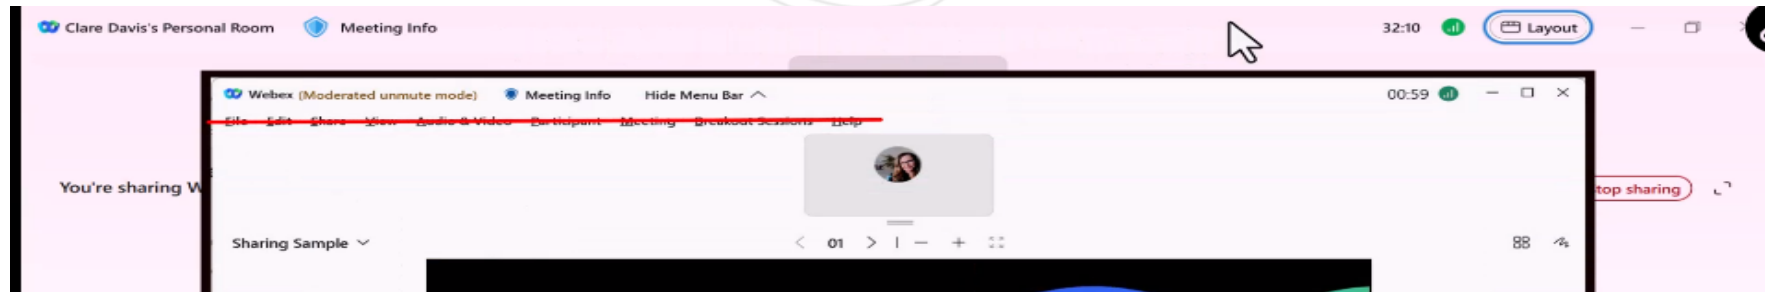 Clare Davis's Personal Room Meeting Info 32:10 Layout
Webex (Moderated unmute mode) Meeting Info Hide Menu Bar 00:59
File Edit Share View Audio & Video Participant Meeting Breakout Sessions Help
You're sharing W top sharing
Sharing Sample 01